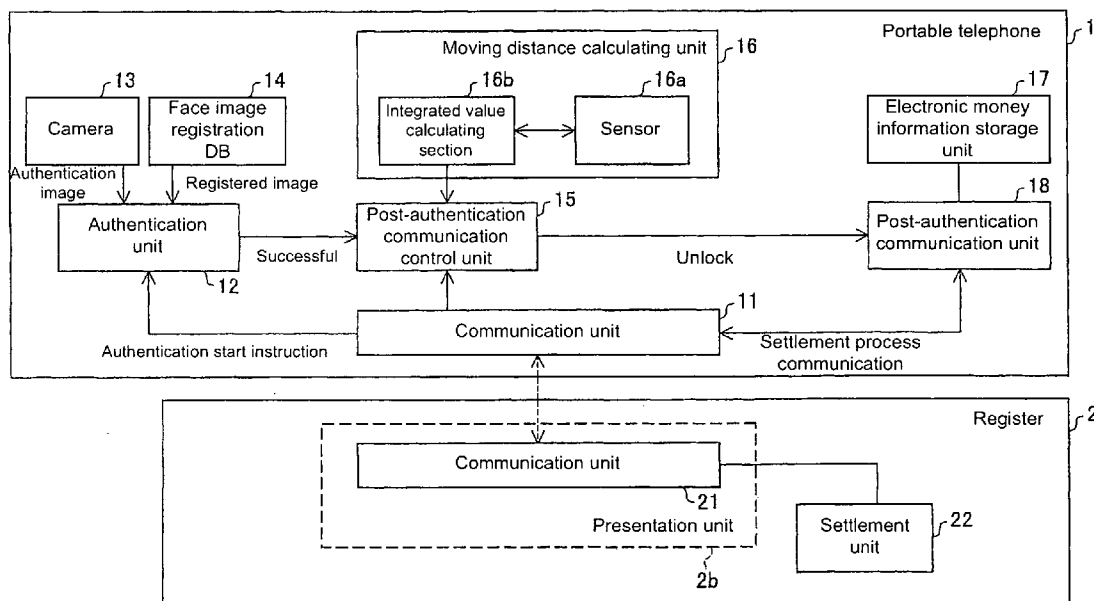 Portable telephone
1
Moving distance calculating unit
16
13
14
16b
16a
17
Camera
Face image
registration
DB
Integrated value
calculating
section
Sensor
Electronic money
information storage
unit
Authentication
image
Registered image
Authentication
unit
12
Successful
15
Post-authentication
communication
control unit
Unlock
18
Post-authentication
communication unit
11
Communication unit
Authentication start instruction
Settlement process
communication
Register
2
Communication unit
21
Presentation unit
2b
Settlement
unit
22